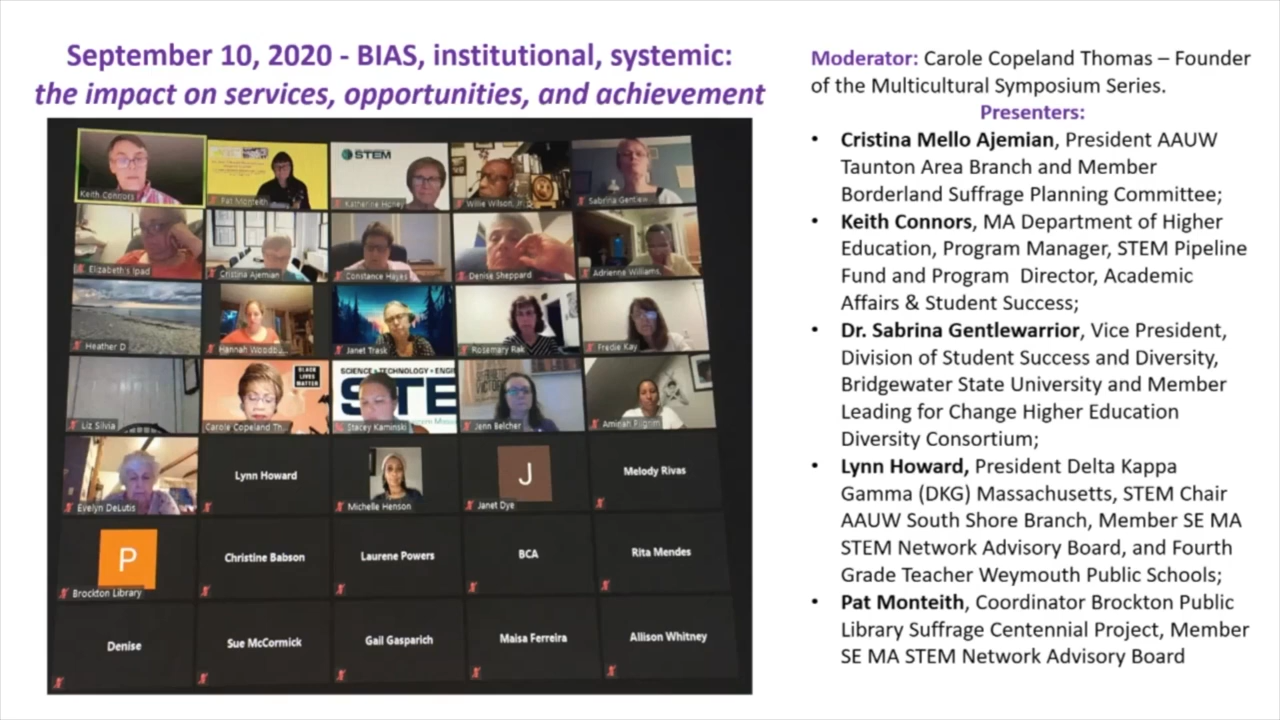 September 10, 2020 - BIAS, institutional, systemic:
the impact on services, opportunities, and achievement
Keith Connors
Pat Monteith
STEM
Katherine Honey
Willie Wilson, Jr.
Sabrina Gentlew
Elizabeth's Ipad
Cristina Ajemian
Constance Hayes
Denise Sheppard
Adrienne Williams,
Heather D
Hannah Woodbu...
Janet Trask
Rosemary Rak
Fredie Kay
Liz Silvia
BLACK
LIVES
MATTER
Carole Copeland Th...
SCIENCE • TECHNOLOGY • ENGI
STE
Stacey Kaminski
Jenn Belcher
Aminah Pilgrim
Evelyn DeLutis
Lynn Howard
Michelle Henson
J
Janet Dye
Melody Rivas
P
Brockton Library
Christine Babson
Laurene Powers
BCA
Rita Mendes
Denise
Sue McCormick
Gail Gasparich
Maisa Ferreira
Allison Whitney
Moderator: Carole Copeland Thomas – Founder
of the Multicultural Symposium Series.
Presenters:
• Cristina Mello Ajemian, President AAUW
Taunton Area Branch and Member
Borderland Suffrage Planning Committee;
• Keith Connors, MA Department of Higher
Education, Program Manager, STEM Pipeline
Fund and Program Director, Academic
Affairs & Student Success;
• Dr. Sabrina Gentlewarrior, Vice President,
Division of Student Success and Diversity,
Bridgewater State University and Member
Leading for Change Higher Education
Diversity Consortium;
• Lynn Howard, President Delta Kappa
Gamma (DKG) Massachusetts, STEM Chair
AAUW South Shore Branch, Member SE MA
STEM Network Advisory Board, and Fourth
Grade Teacher Weymouth Public Schools;
• Pat Monteith, Coordinator Brockton Public
Library Suffrage Centennial Project, Member
SE MA STEM Network Advisory Board